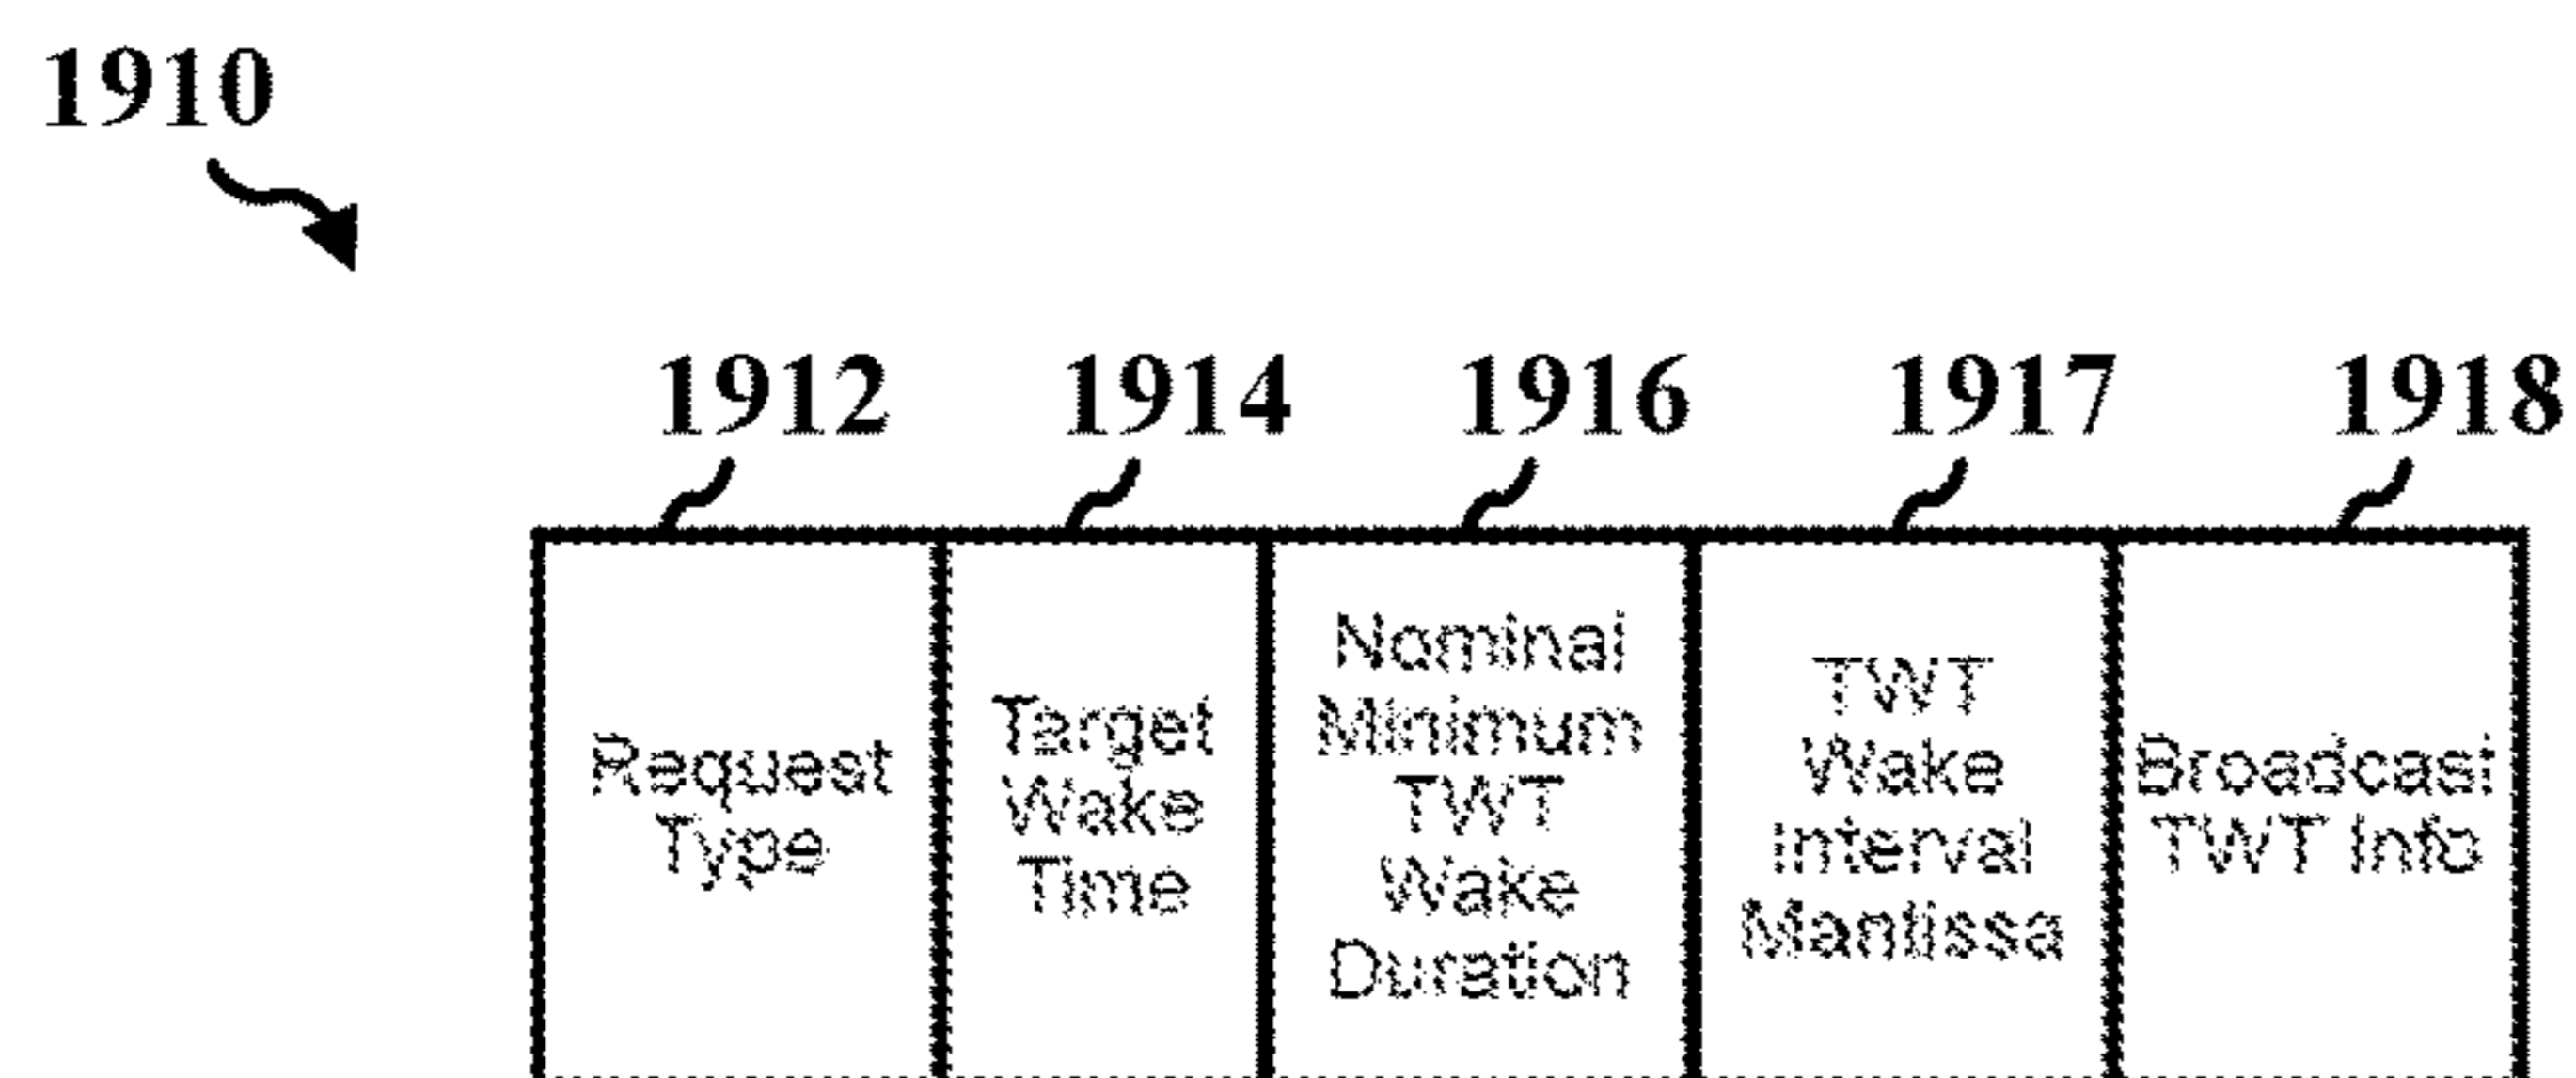 1910
1912 1914 1916 1917 1918
Request
Type
Target
Wake
Time
Nominal
Minimum
TWT
Wake
Duration
TWT
Wake
Interval
Mantissa
Broadcast
TWT Info